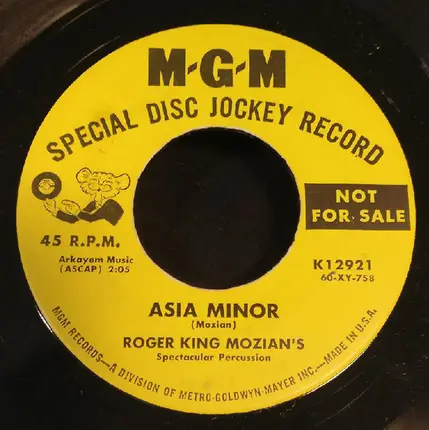 M-G-M
SPECIAL DISC JOCKEY RECORD
NOT
FOR SALE
45 R.P.M.
Arkayem Music
(ASCAP) 2:05
K12921
60-XY-758
ASIA MINOR
(Mozian)
ROGER KING MOZIAN'S
Spectacular Percussion
MGM RECORDS—A DIVISION OF METRO-GOLDWYN-MAYER INC.—MADE IN U.S.A.